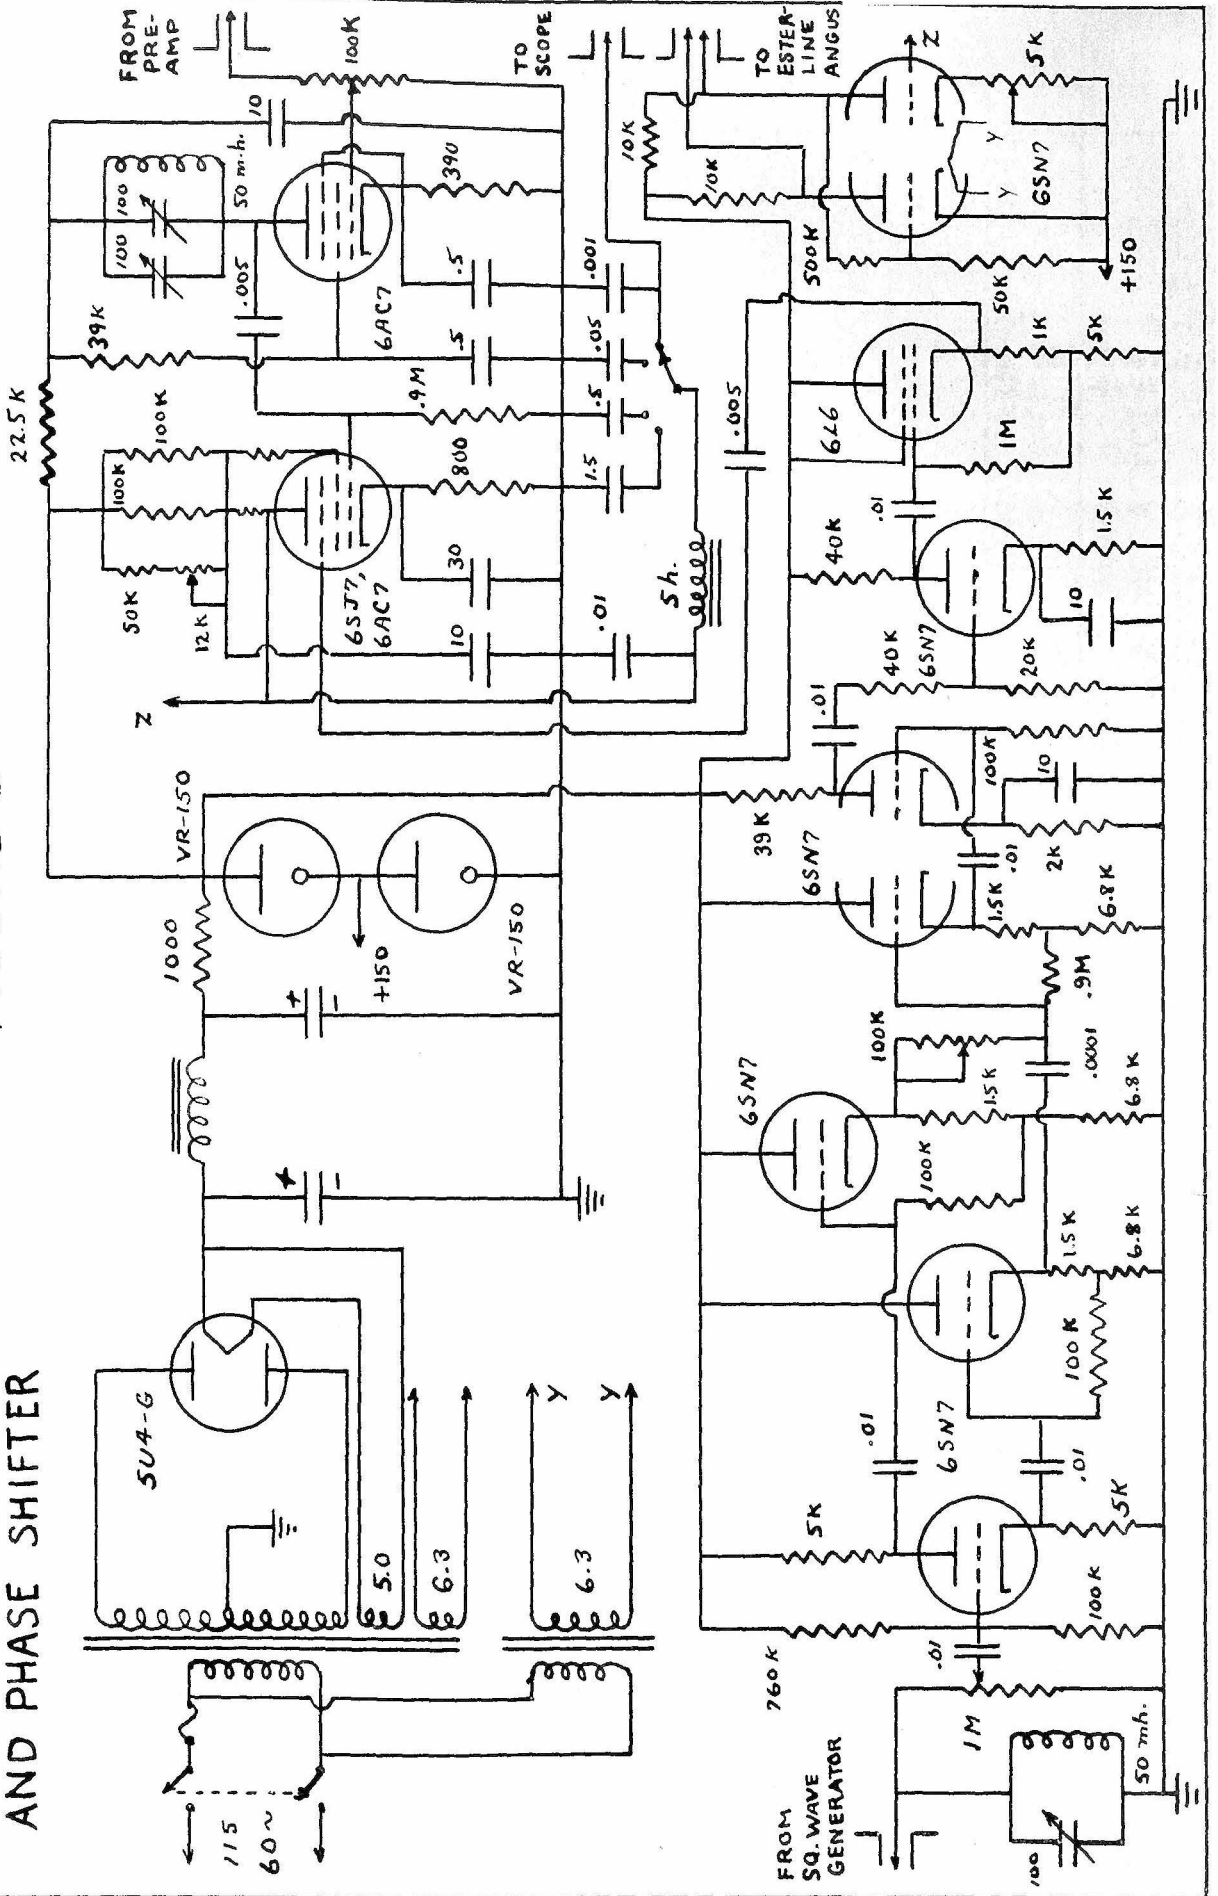 AND PHASE SHIFTER
115
60~
5U4-G
5.0
6.3
6.3
Y
Y
1000
VR-150
+150
VR-150
22.5K
Z
50K
12K
100K
100K
39K
100
100
50 m.h.
10
FROM
PRE-
AMP
100K
.005
6SJ7,
6AC7
6AC7
30
10
800
.9M
.5
.5
390
.01
1.5
.5
.05
.001
5h.
TO
SCOPE
TO
ESTER-
LINE
ANGUS
10K
10K
Z
5K
Y
Y
6SN7
500K
50K
+150
.005
6L6
1K
5K
1M
.01
40K
1.5K
10
40K
6SN7
20K
.01
39K
6SN7
100K
10
2K
.01
1.5K
6.8K
.9M
100K
.0001
6SN7
1.5K
6.8K
100K
1.5K
6.8K
100K
6SN7
.01
.01
5K
5K
100K
760K
.01
1M
FROM
SQ. WAVE
GENERATOR
100
50 mh.